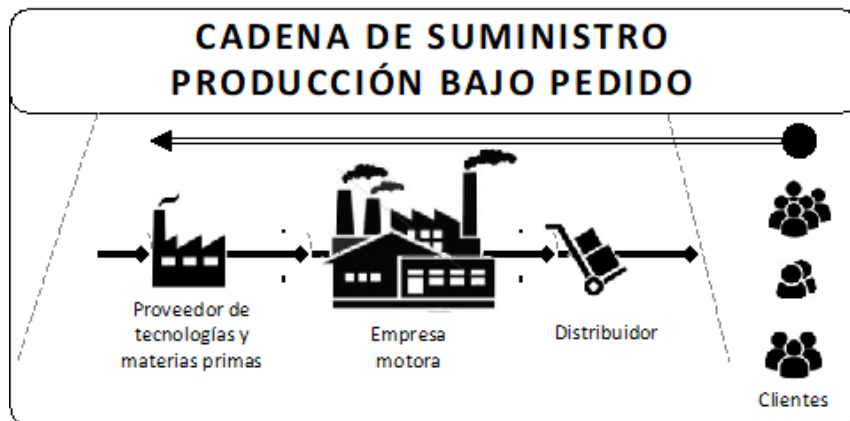 CADENA DE SUMINISTRO
PRODUCCIÓN BAJO PEDIDO
Proveedor de
tecnologías y
materias primas
Empresa
motora
Distribuidor
Clientes